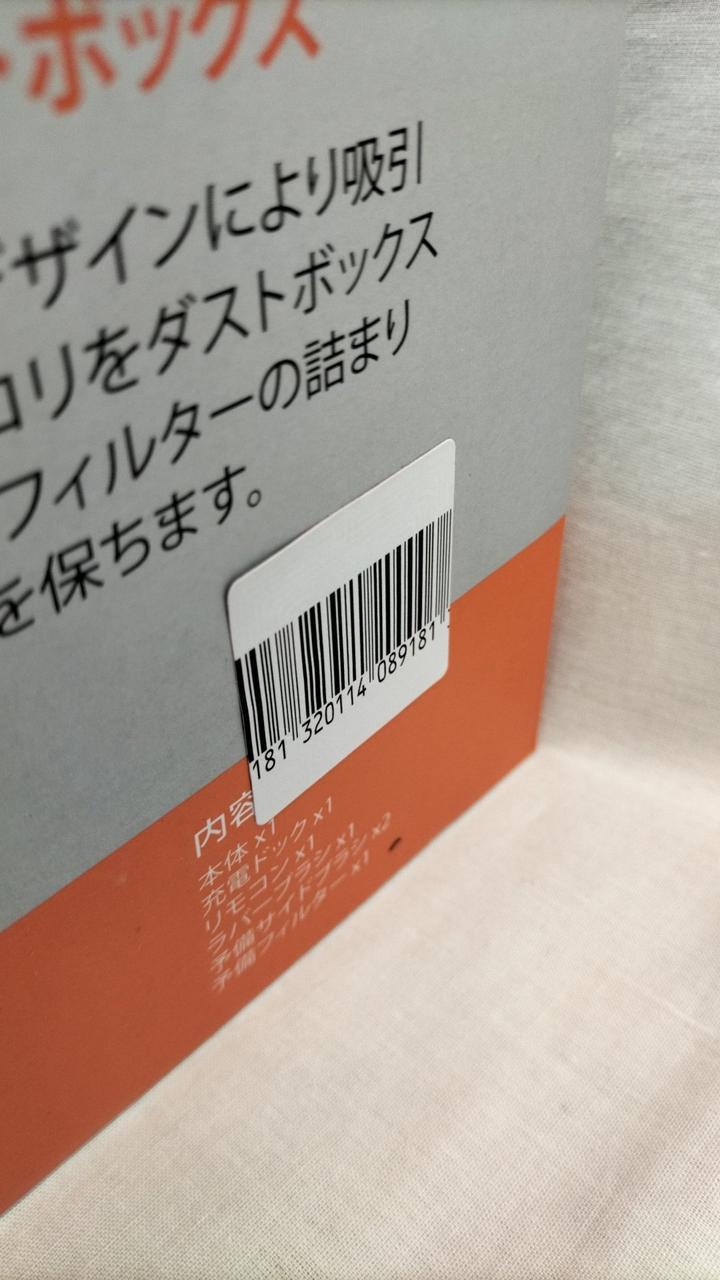 ボックス
ザインにより吸引
ロリをダストボックス
フィルターの詰まり
を保ちます。
181 320114 089181
内容
本体 x1
充電ドック x1
リモコン x1
ラバーブラシ x1
予備サイドブラシ x2
予備フィルター x1